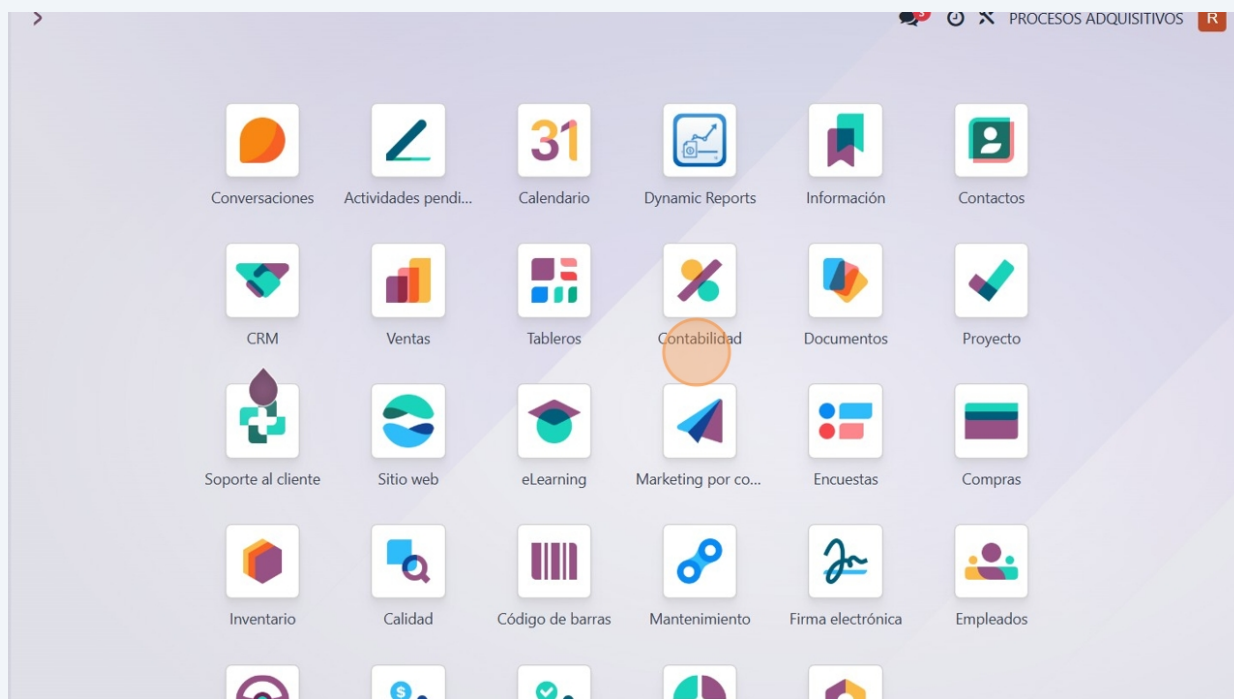 3
PROCESOS ADQUISITIVOS
R
31
Conversaciones
Actividades pendi...
Calendario
Dynamic Reports
Información
Contactos
CRM
Ventas
Tableros
Contabilidad
Documentos
Proyecto
Soporte al cliente
Sitio web
eLearning
Marketing por co...
Encuestas
Compras
Inventario
Calidad
Código de barras
Mantenimiento
Firma electrónica
Empleados
$